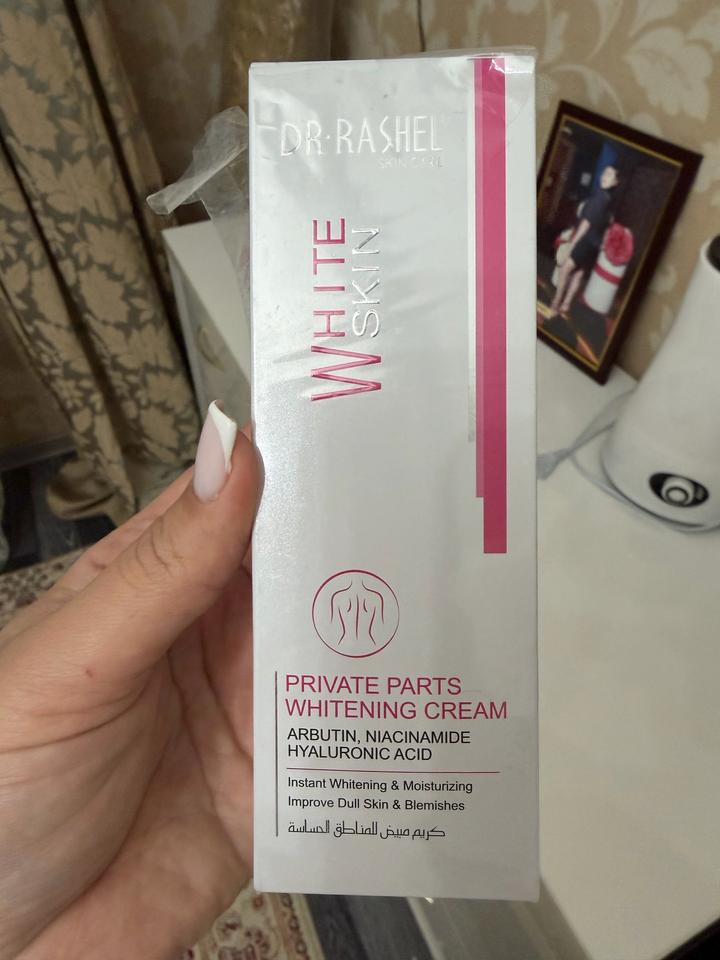 DR·RASHEL
SKIN CARE
WHITE
SKIN
PRIVATE PARTS
WHITENING CREAM
ARBUTIN, NIACINAMIDE
HYALURONIC ACID
Instant Whitening & Moisturizing
Improve Dull Skin & Blemishes
كريم مبيض للمناطق الحساسة